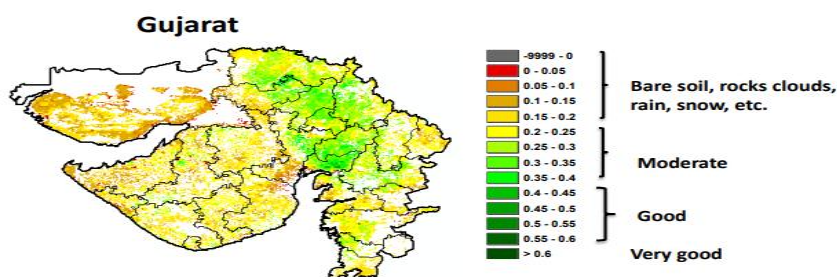 Gujarat
-9999 - 0
0 - 0.05
0.05 - 0.1
0.1 - 0.15
0.15 - 0.2
0.2 - 0.25
0.25 - 0.3
0.3 - 0.35
0.35 - 0.4
0.4 - 0.45
0.45 - 0.5
0.5 - 0.55
0.55 - 0.6
> 0.6
Bare soil, rocks clouds,
rain, snow, etc.
Moderate
Good
Very good